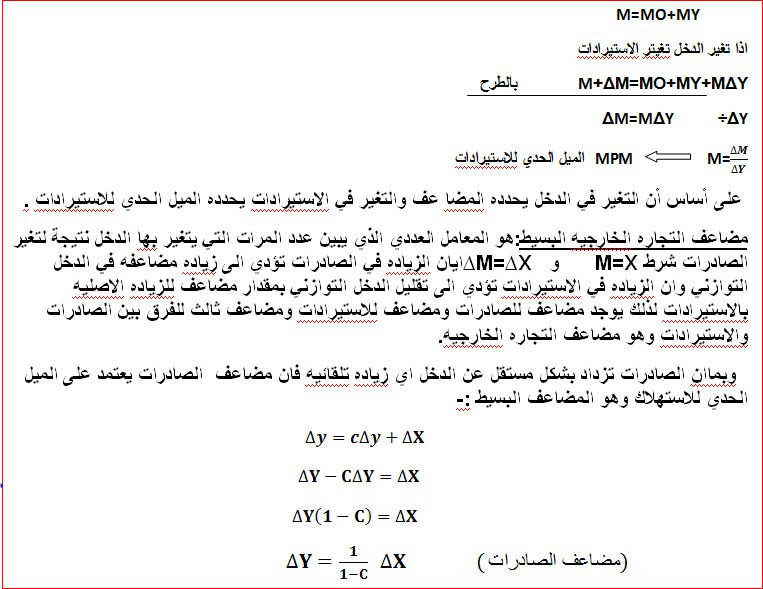 M=MO+MY
اذا تغير الدخل تغيتر الاستيرادات
M+ΔM=MO+MY+MΔY بالطرح
ΔM=MΔY ÷ΔY
M=ΔM/ΔY ⇐ MPM الميل الحدي للاستيرادات
على أساس أن التغير في الدخل يحدده المضا عف والتغير في الاستيرادات يحدده الميل الحدي للاستيرادات .
مضاعف التجاره الخارجيه البسيط:هو المعامل العددي الذي يبين عدد المرات التي يتغير بها الدخل نتيجة لتغير
الصادرات شرط M=X و ΔM=ΔXايان الزياده في الصادرات تؤدي الى زياده مضاعفه في الدخل
التوازني وان الزياده في الاستيرادات تؤدي الى تقليل الدخل التوازني بمقدار مضاعف للزياده الاصليه
بالاستيرادات لذلك يوجد مضاعف للصادرات ومضاعف للاستيرادات ومضاعف ثالث للفرق بين الصادرات
والاستيرادات وهو مضاعف التجاره الخارجيه.
وبماان الصادرات تزداد بشكل مستقل عن الدخل اي زياده تلقائيه فان مضاعف الصادرات يعتمد على الميل
الحدي للاستهلاك وهو المضاعف البسيط :-
Δy = cΔy + ΔX
ΔY − CΔY = ΔX
ΔY(1 − C) = ΔX
ΔY = 1/1−C ΔX (مضاعف الصادرات )